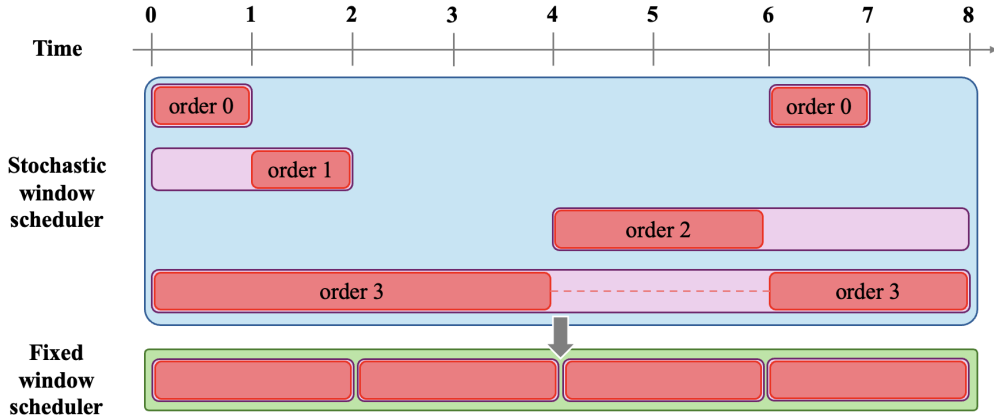 0 1 2 3 4 5 6 7 8
Time
order 0 order 0
order 1
Stochastic
window
scheduler
order 2
order 3 order 3
Fixed
window
scheduler